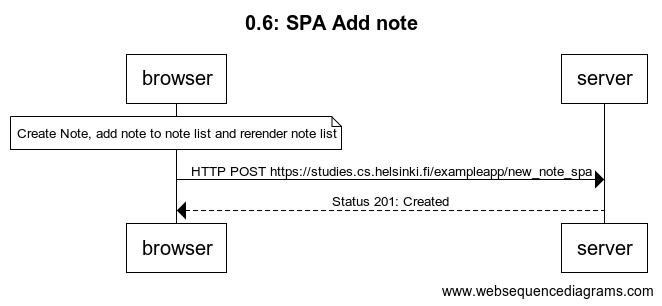 0.6: SPA Add note
browser server
Create Note, add note to note list and rerender note list
HTTP POST https://studies.cs.helsinki.fi/exampleapp/new_note_spa
Status 201: Created
browser server
www.websequencediagrams.com